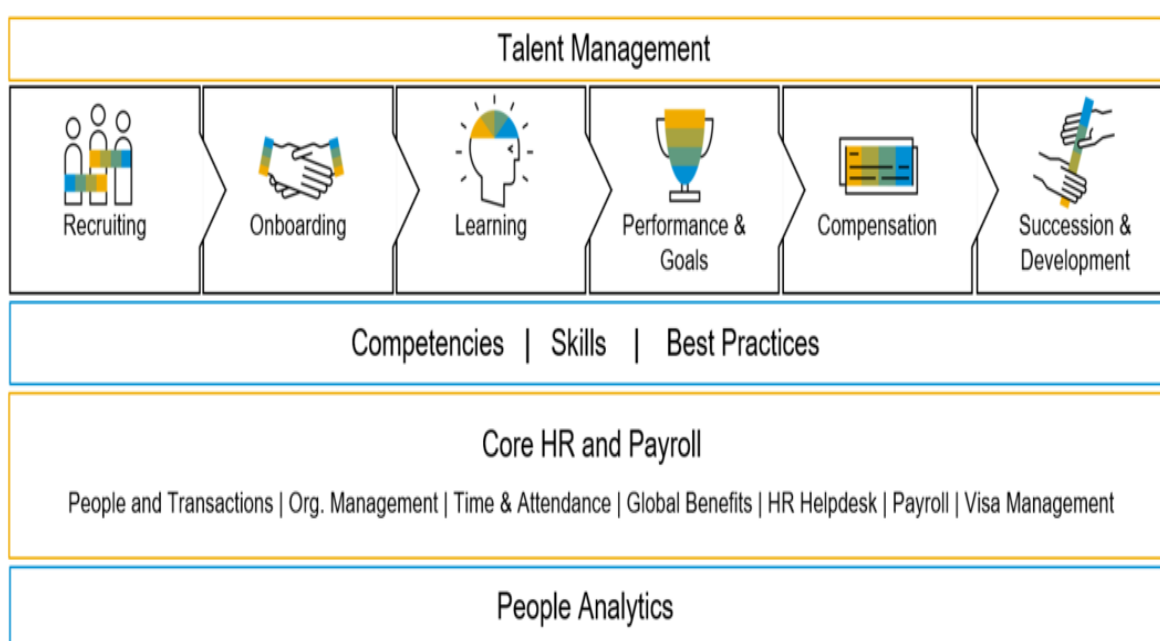 Talent Management
Recruiting
Onboarding
Learning
Performance &
Goals
Compensation
Succession &
Development
Competencies | Skills | Best Practices
Core HR and Payroll
People and Transactions | Org. Management | Time & Attendance | Global Benefits | HR Helpdesk | Payroll | Visa Management
People Analytics